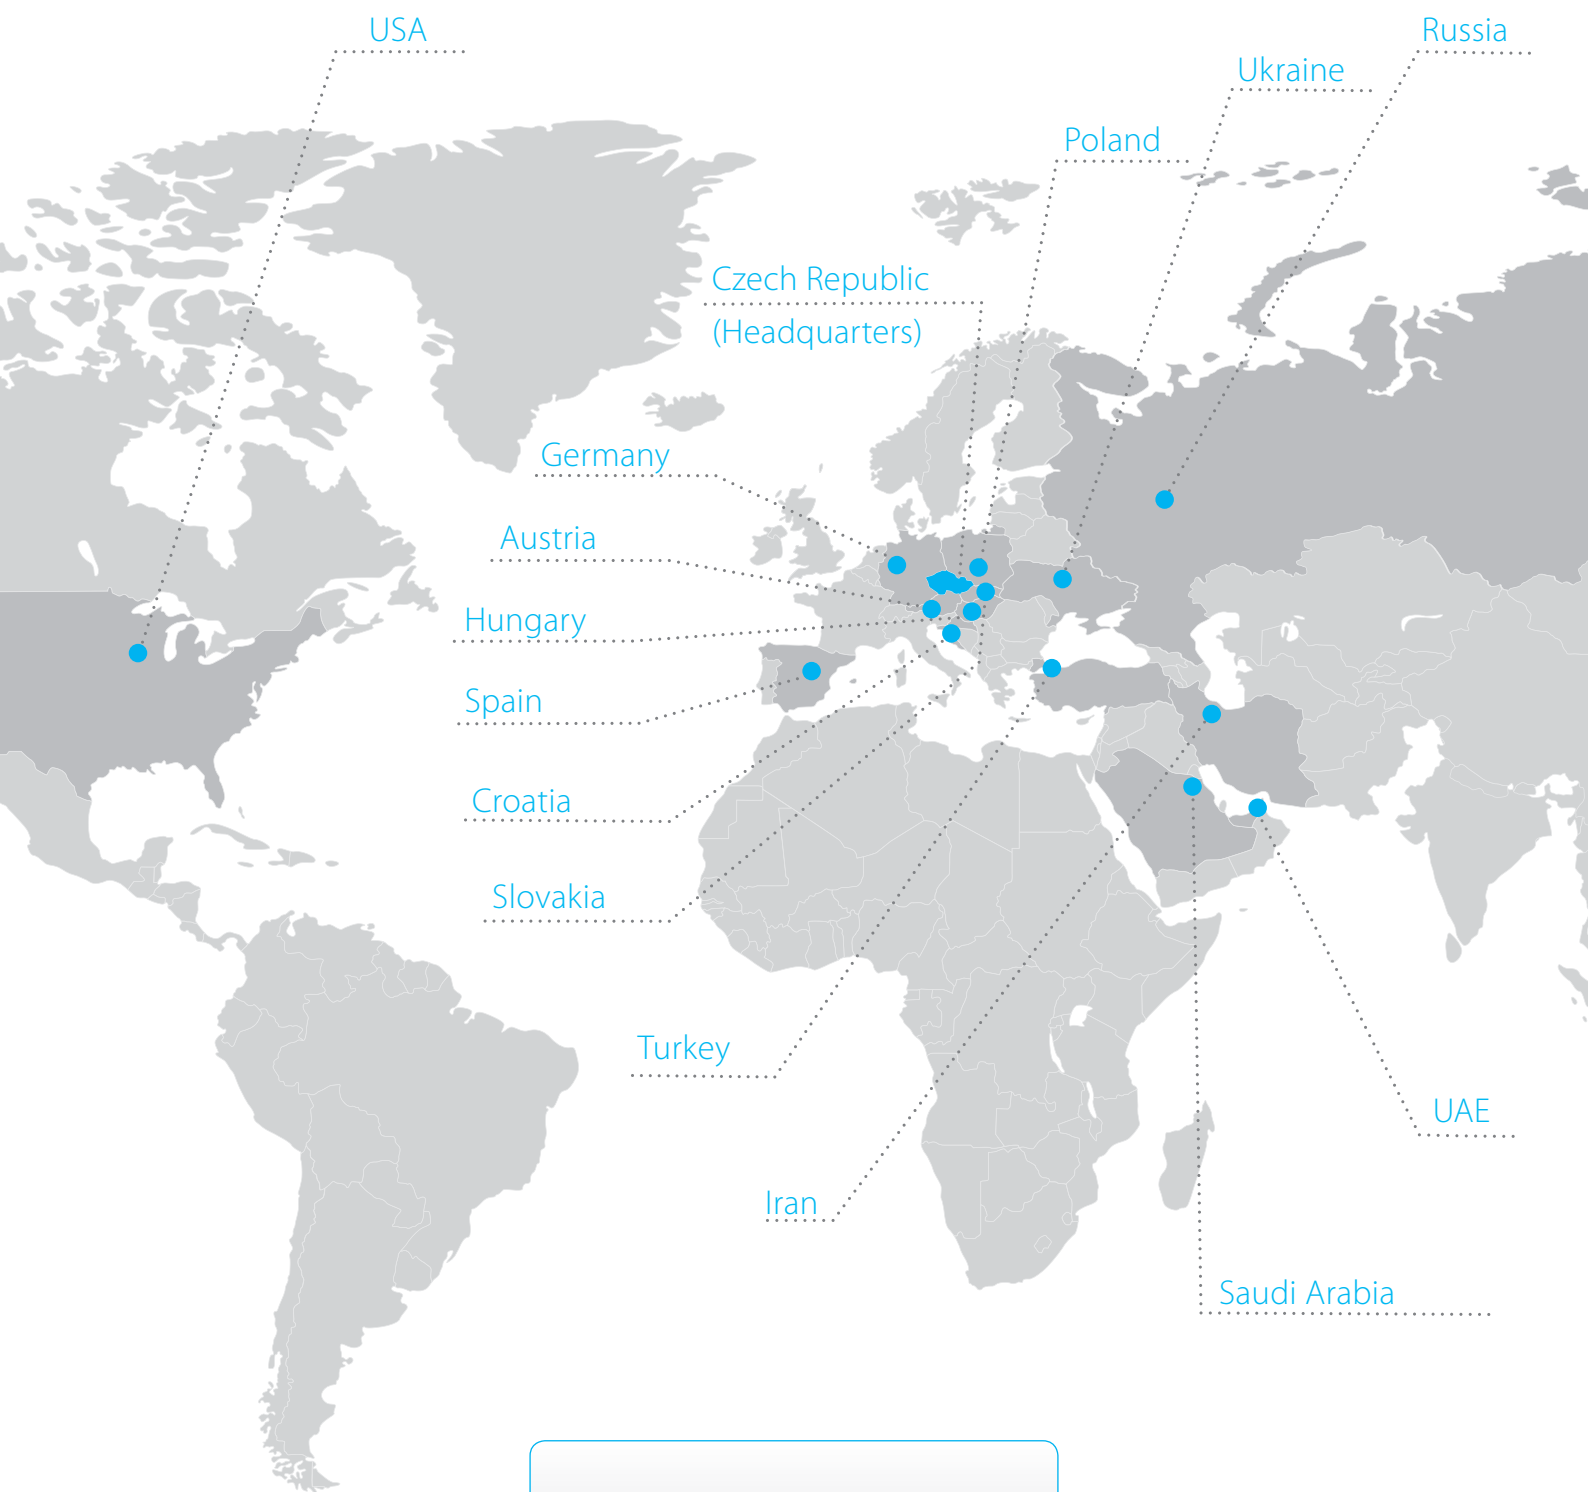 USA
Russia
Ukraine
Poland
Czech Republic
(Headquarters)
Germany
Austria
Hungary
Spain
Croatia
Slovakia
Turkey
UAE
Iran
Saudi Arabia